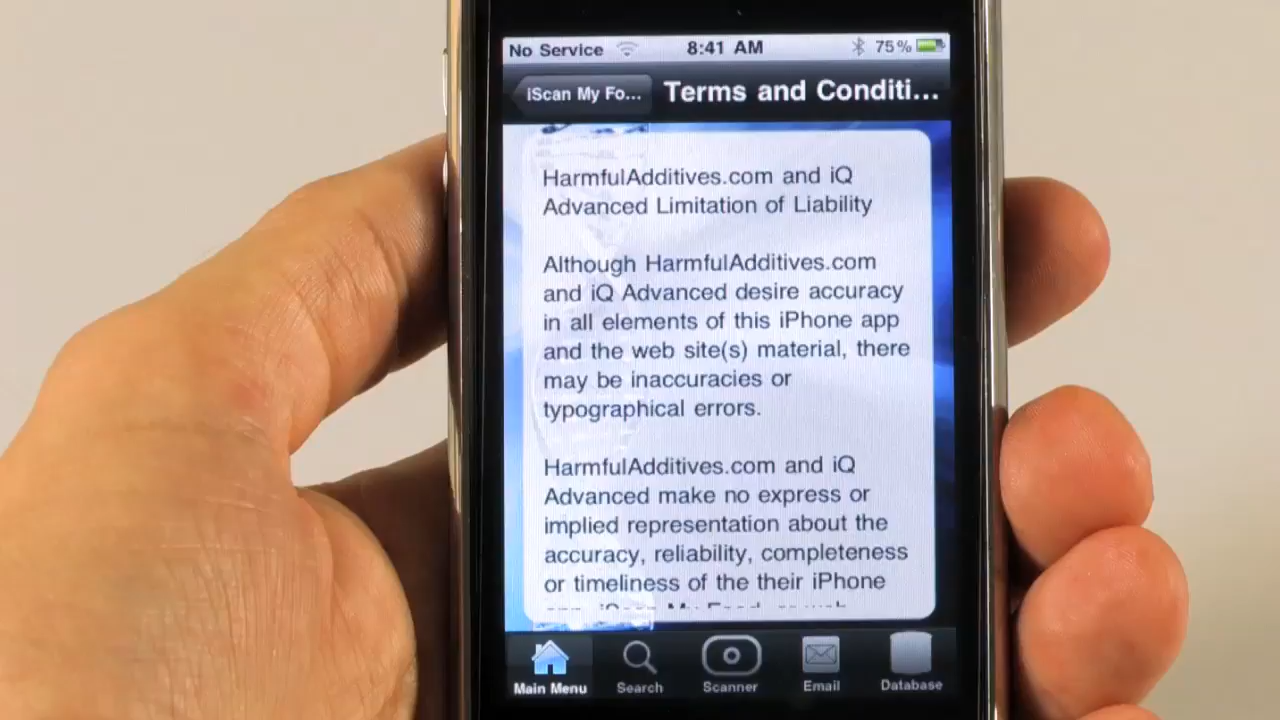 No Service
8:41 AM
75%
iScan My Fo...
Terms and Conditi...
HarmfulAdditives.com and iQ
Advanced Limitation of Liability
Although HarmfulAdditives.com
and iQ Advanced desire accuracy
in all elements of this iPhone app
and the web site(s) material, there
may be inaccuracies or
typographical errors.
HarmfulAdditives.com and iQ
Advanced make no express or
implied representation about the
accuracy, reliability, completeness
or timeliness of the their iPhone
Main Menu
Search
Scanner
Email
Database